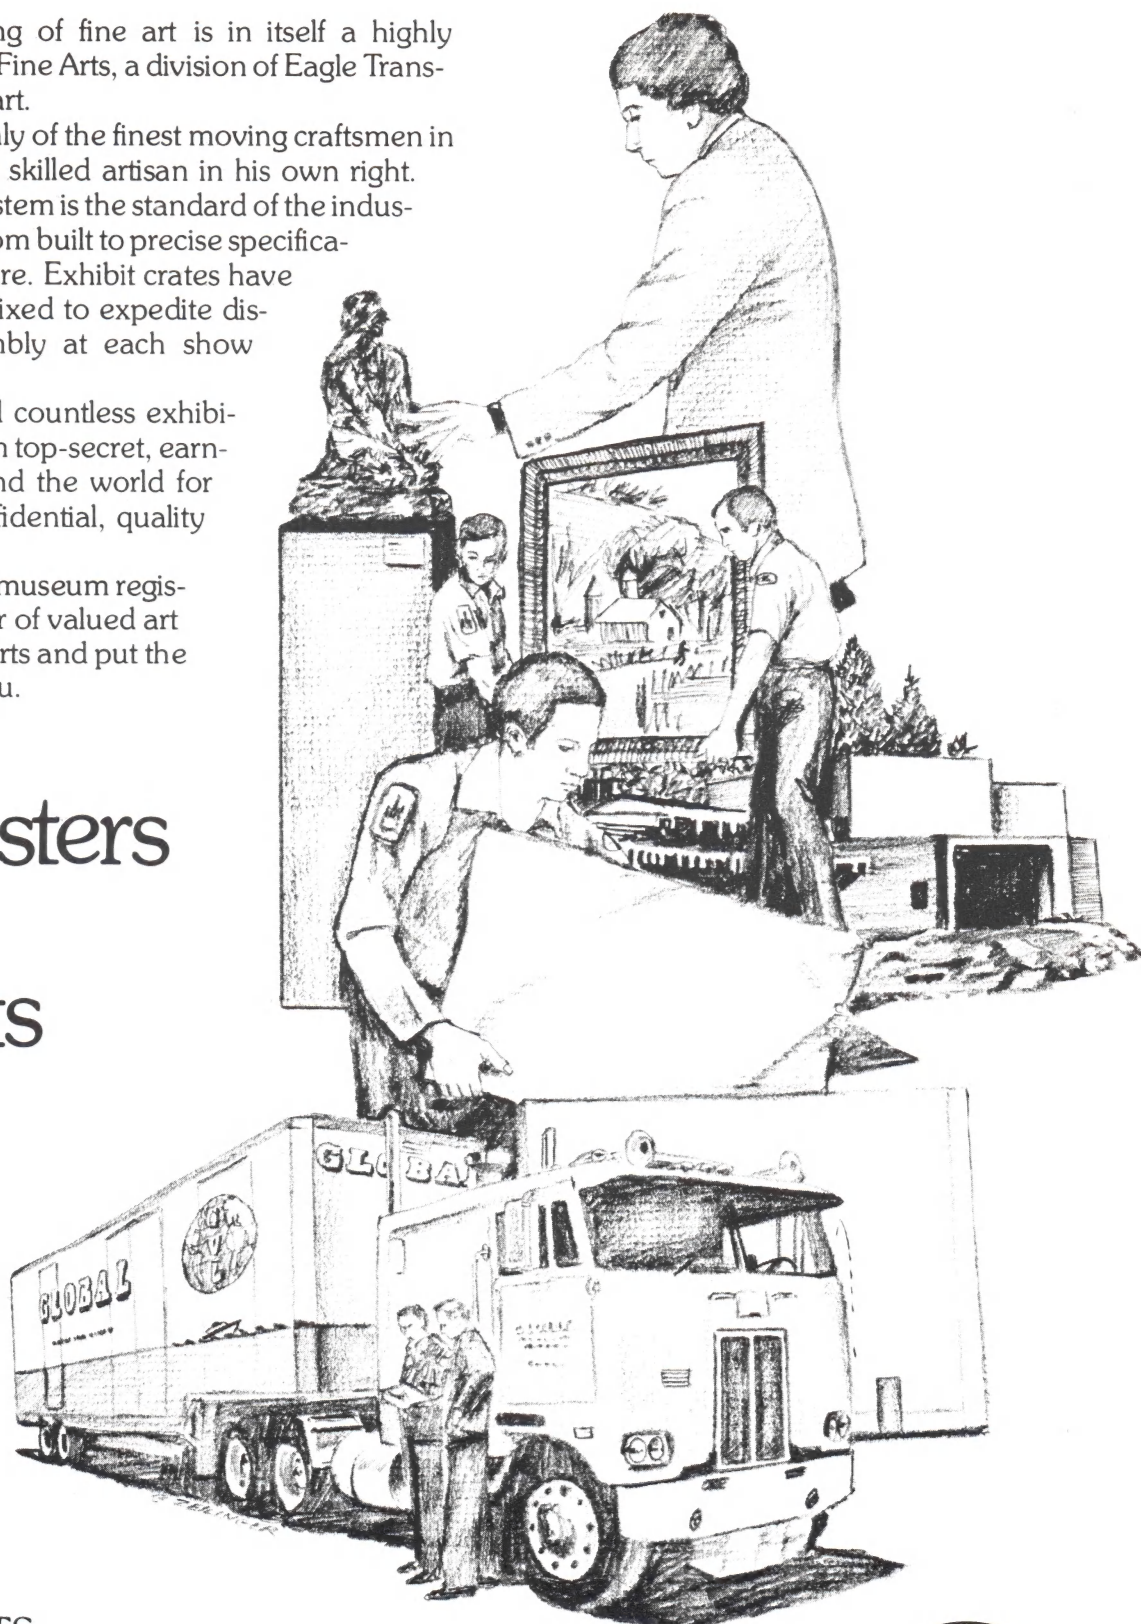 ng of fine art is in itself a highly
Fine Arts, a division of Eagle Trans-
art.
nly of the finest moving craftsmen in
skilled artisan in his own right.
stem is the standard of the indus-
om built to precise specifica-
re. Exhibit crates have
ixed to expedite dis-
mbly at each show
d countless exhibi-
n top-secret, earn-
nd the world for
fidential, quality
museum regis-
r of valued art
rts and put the
u.
sters
ts
GLOBAL
GLOBAL
GVL
ZELLINGER